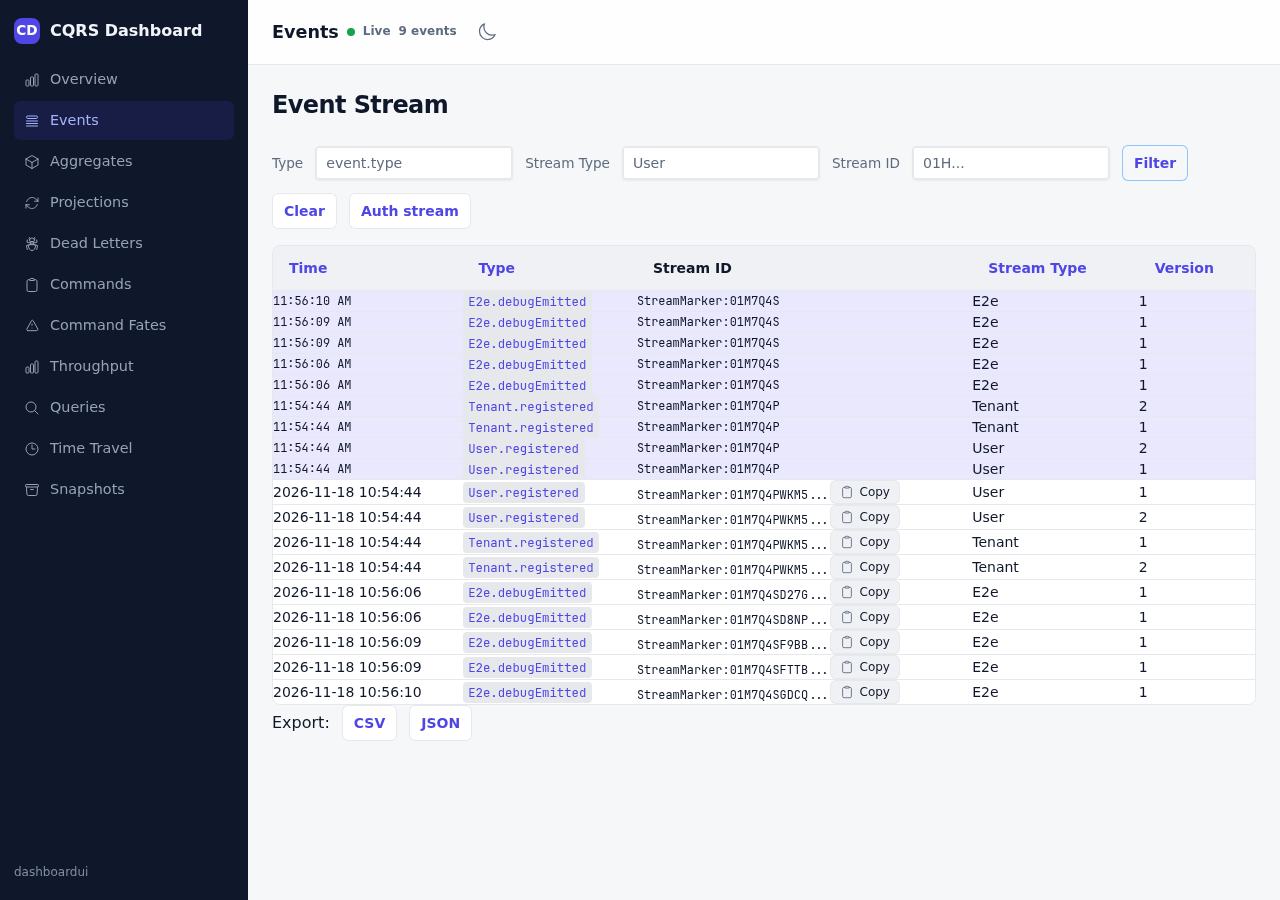 CD CQRS Dashboard
Overview
Events
Aggregates
Projections
Dead Letters
Commands
Command Fates
Throughput
Queries
Time Travel
Snapshots
dashboardui
Events Live 9 events
Event Stream
Type event.type Stream Type User Stream ID 01H... Filter
Clear Auth stream
Time Type Stream ID Stream Type Version
11:56:10 AM E2e.debugEmitted StreamMarker:01M7Q4S E2e 1
11:56:09 AM E2e.debugEmitted StreamMarker:01M7Q4S E2e 1
11:56:09 AM E2e.debugEmitted StreamMarker:01M7Q4S E2e 1
11:56:06 AM E2e.debugEmitted StreamMarker:01M7Q4S E2e 1
11:56:06 AM E2e.debugEmitted StreamMarker:01M7Q4S E2e 1
11:54:44 AM Tenant.registered StreamMarker:01M7Q4P Tenant 2
11:54:44 AM Tenant.registered StreamMarker:01M7Q4P Tenant 1
11:54:44 AM User.registered StreamMarker:01M7Q4P User 2
11:54:44 AM User.registered StreamMarker:01M7Q4P User 1
2026-11-18 10:54:44 User.registered StreamMarker:01M7Q4PWKM5... Copy User 1
2026-11-18 10:54:44 User.registered StreamMarker:01M7Q4PWKM5... Copy User 2
2026-11-18 10:54:44 Tenant.registered StreamMarker:01M7Q4PWKM5... Copy Tenant 1
2026-11-18 10:54:44 Tenant.registered StreamMarker:01M7Q4PWKM5... Copy Tenant 2
2026-11-18 10:56:06 E2e.debugEmitted StreamMarker:01M7Q4SD27G... Copy E2e 1
2026-11-18 10:56:06 E2e.debugEmitted StreamMarker:01M7Q4SD8NP... Copy E2e 1
2026-11-18 10:56:09 E2e.debugEmitted StreamMarker:01M7Q4SF9BB... Copy E2e 1
2026-11-18 10:56:09 E2e.debugEmitted StreamMarker:01M7Q4SFTTB... Copy E2e 1
2026-11-18 10:56:10 E2e.debugEmitted StreamMarker:01M7Q4SGDCQ... Copy E2e 1
Export: CSV JSON